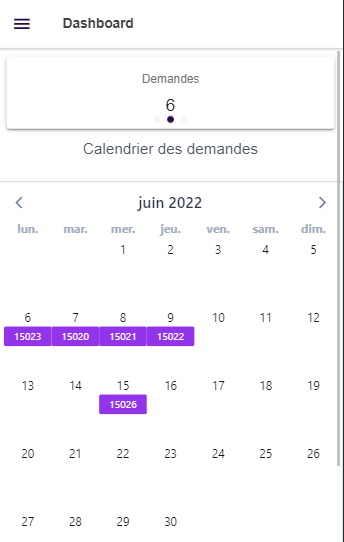 Dashboard
Demandes
6
Calendrier des demandes
juin 2022
lun. mar. mer. jeu. ven. sam. dim.
1 2 3 4 5
6 7 8 9 10 11 12
15023 15020 15021 15022
13 14 15 16 17 18 19
15026
20 21 22 23 24 25 26
27 28 29 30